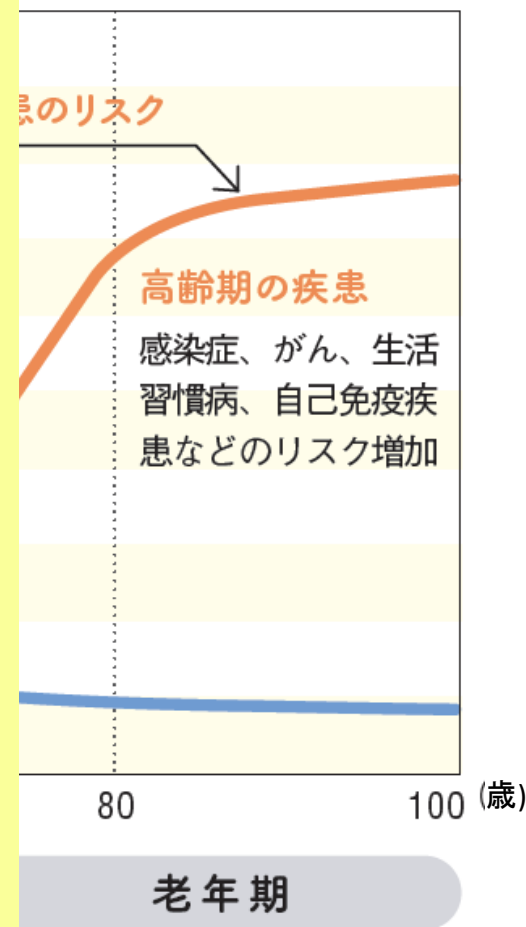 患のリスク
高齢期の疾患
感染症、がん、生活
習慣病、自己免疫疾
患などのリスク増加
80
100
(歳)
老年期